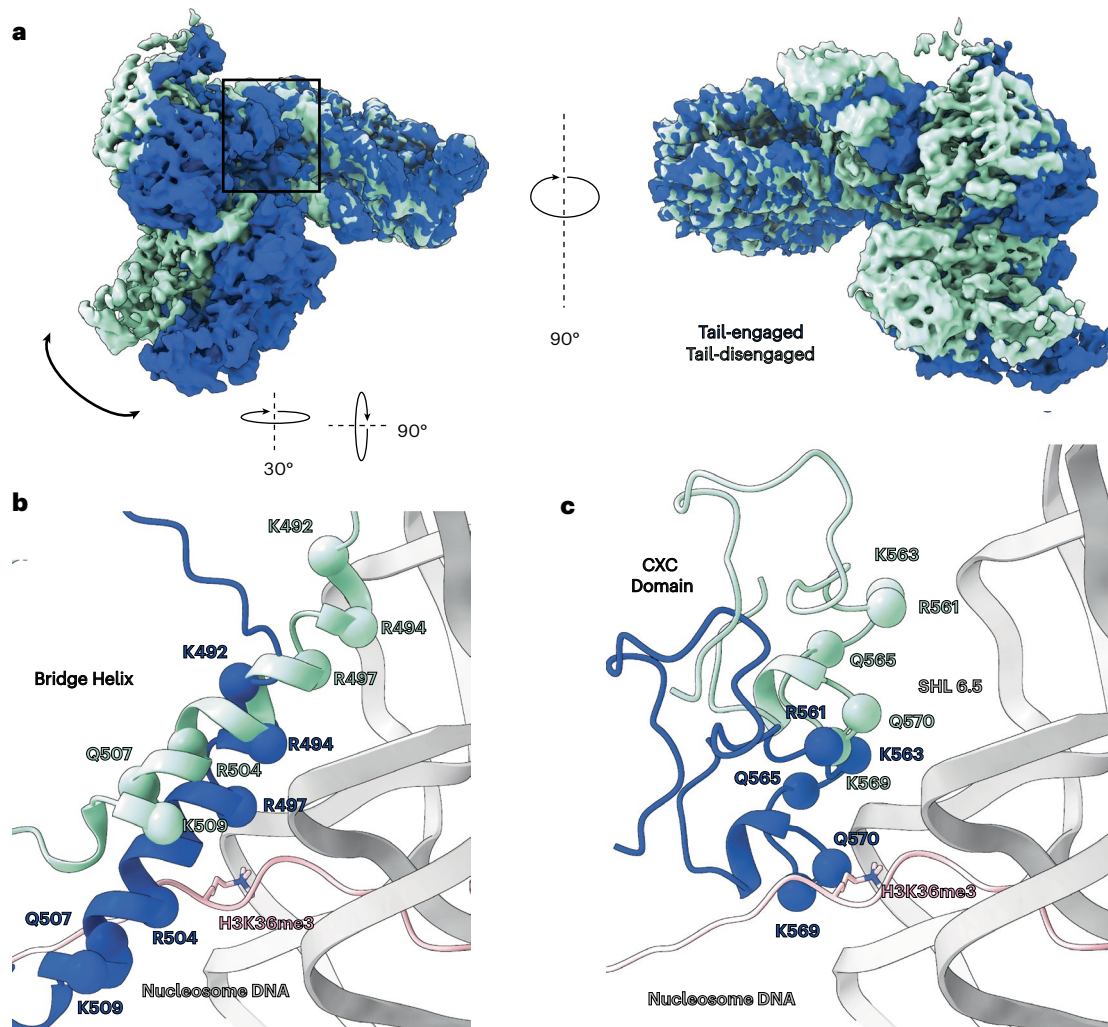 a
90°
Tail-engaged
Tail-disengaged
90°
30°
b
K492
R494
K492
R497
Bridge Helix
R494
Q507
R504
R497
K509
Q507
H3K36me3
R504
Nucleosome DNA
K509
c
K563
CXC
Domain
R561
Q565
SHL 6.5
R561
Q570
K563
Q565
K569
Q570
H3K36me3
K569
Nucleosome DNA